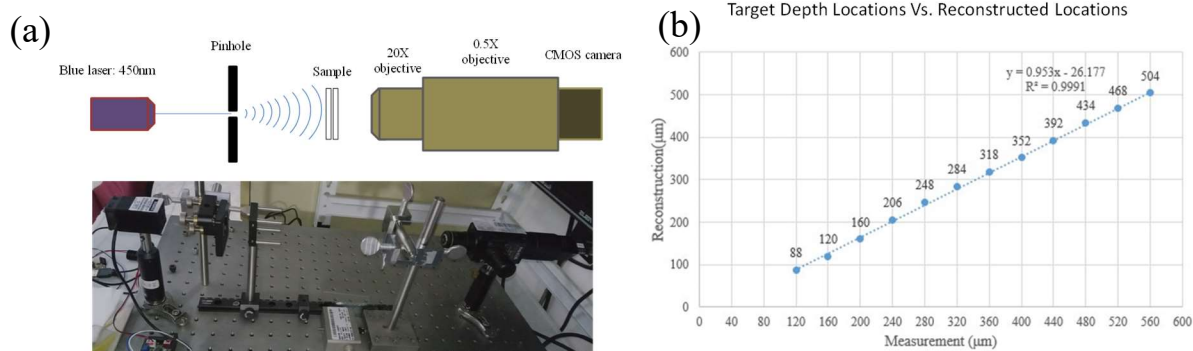 (a)
Pinhole
Blue laser: 450nm
Sample
20X
objective
0.5X
objective
CMOS camera
(b)
Target Depth Locations Vs. Reconstructed Locations
y = 0.953x - 26.177
R² = 0.9991
Reconstruction(μm)
600
500
400
300
200
100
0
88
120
160
206
248
284
318
352
392
434
468
504
0 40 80 120 160 200 240 280 320 360 400 440 480 520 560 600
Measurement (μm)